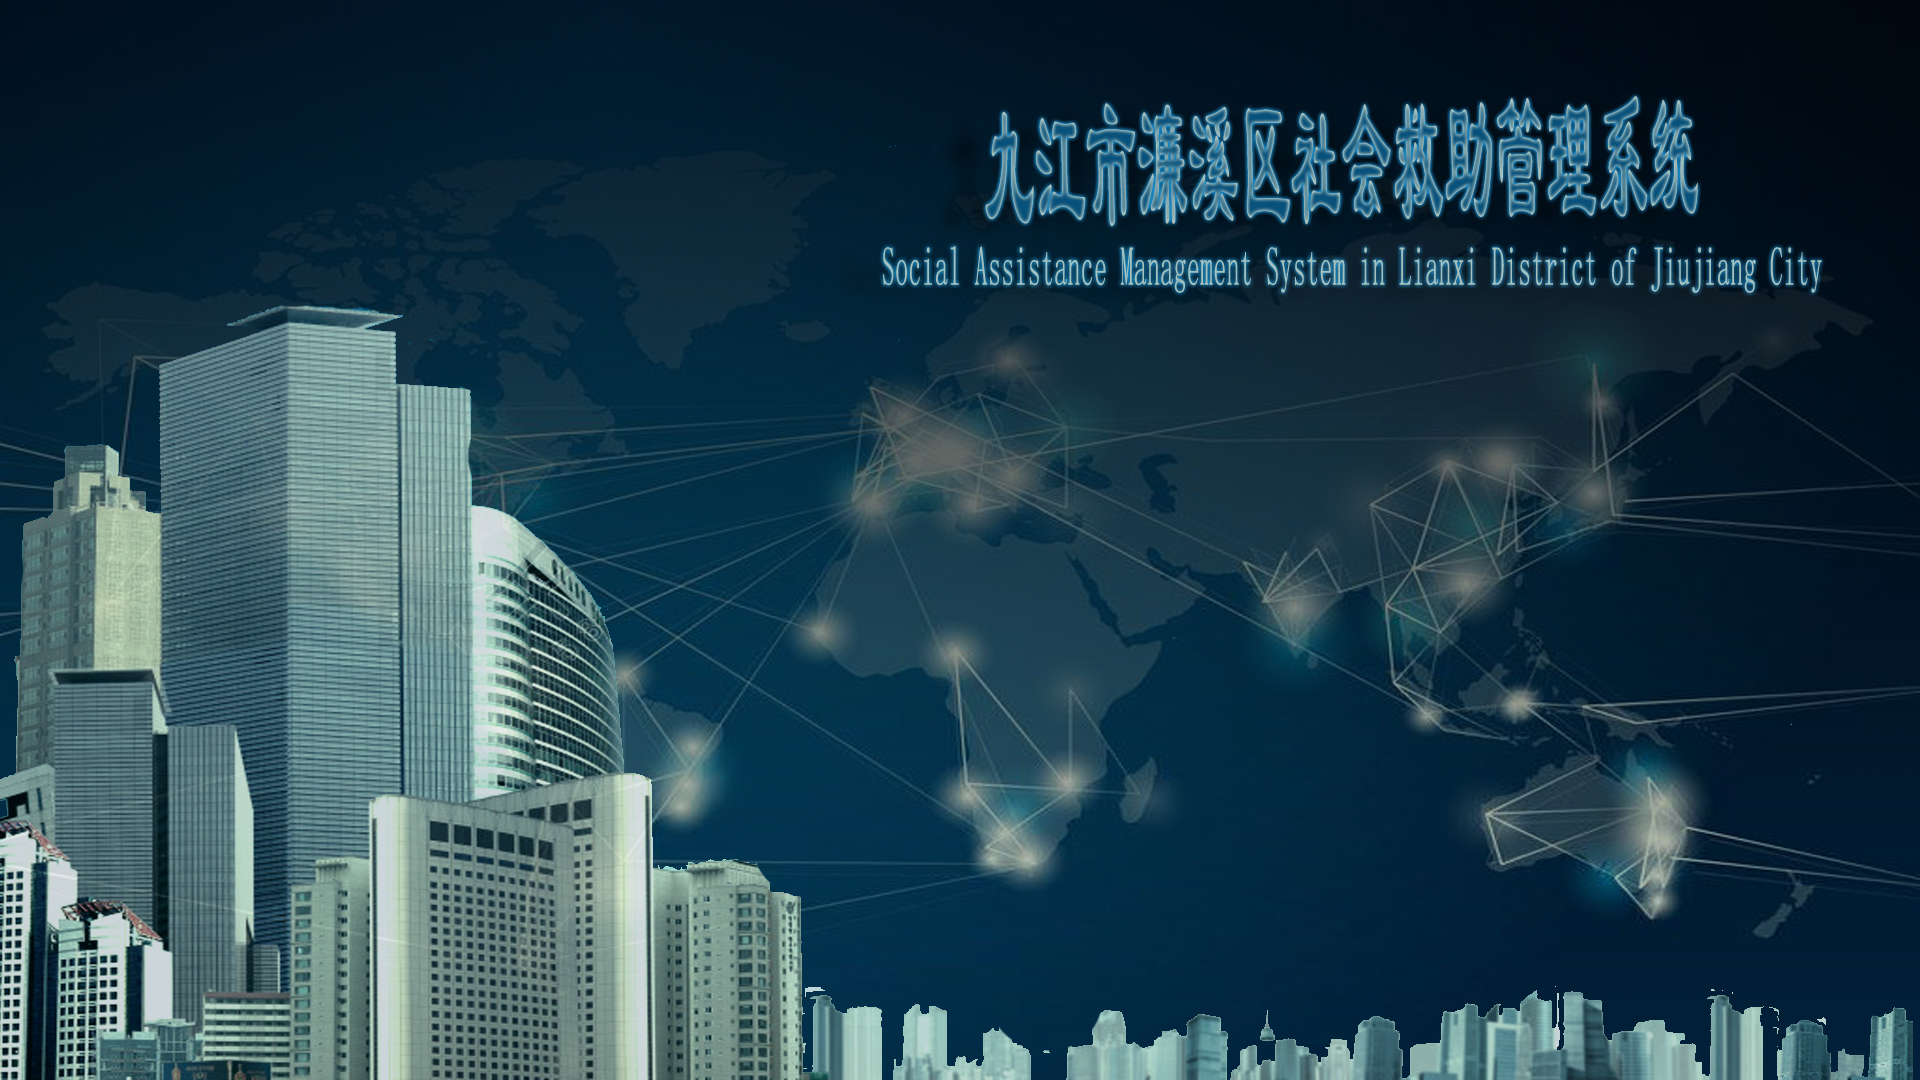 九江市濂溪区社会救助管理系统
Social Assistance Management System in Lianxi District of Jiujiang City